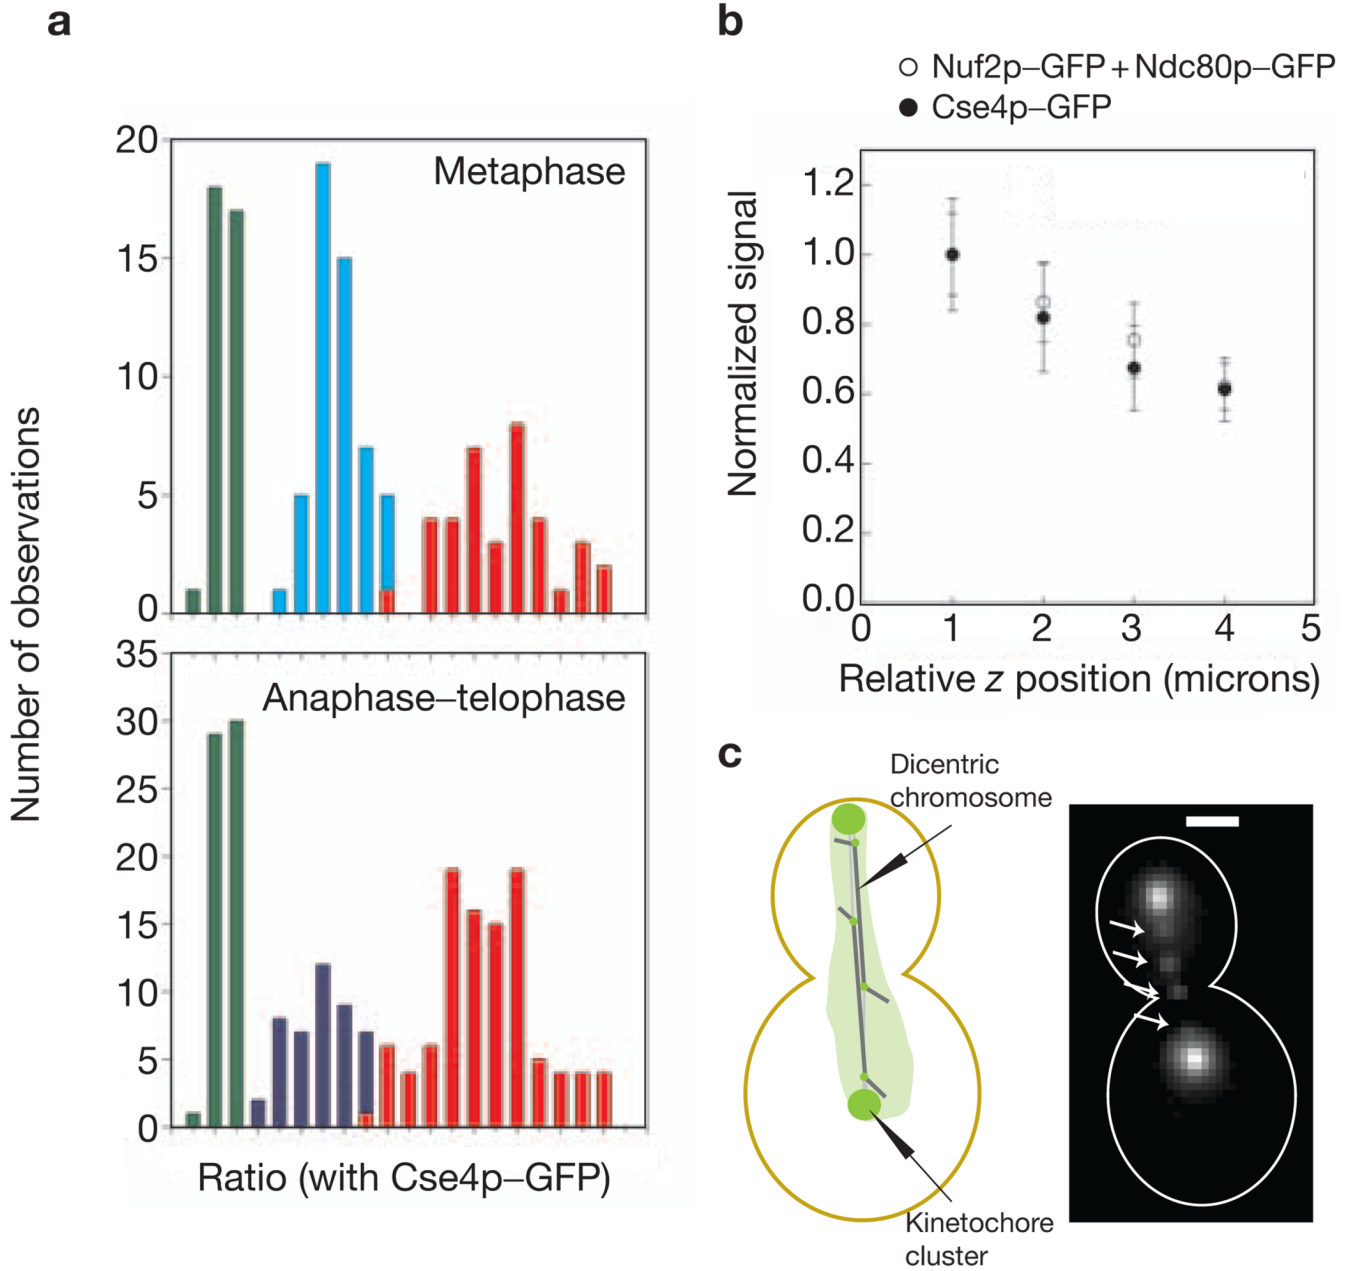 a
Number of observations
20
15
10
5
0
Metaphase
35
30
25
20
15
10
5
0
Anaphase–telophase
Ratio (with Cse4p–GFP)
b
Nuf2p–GFP + Ndc80p–GFP
Cse4p–GFP
Normalized signal
1.2
1.0
0.8
0.6
0.4
0.2
0.0
0 1 2 3 4 5
Relative z position (microns)
c
Dicentric
chromosome
Kinetochore
cluster